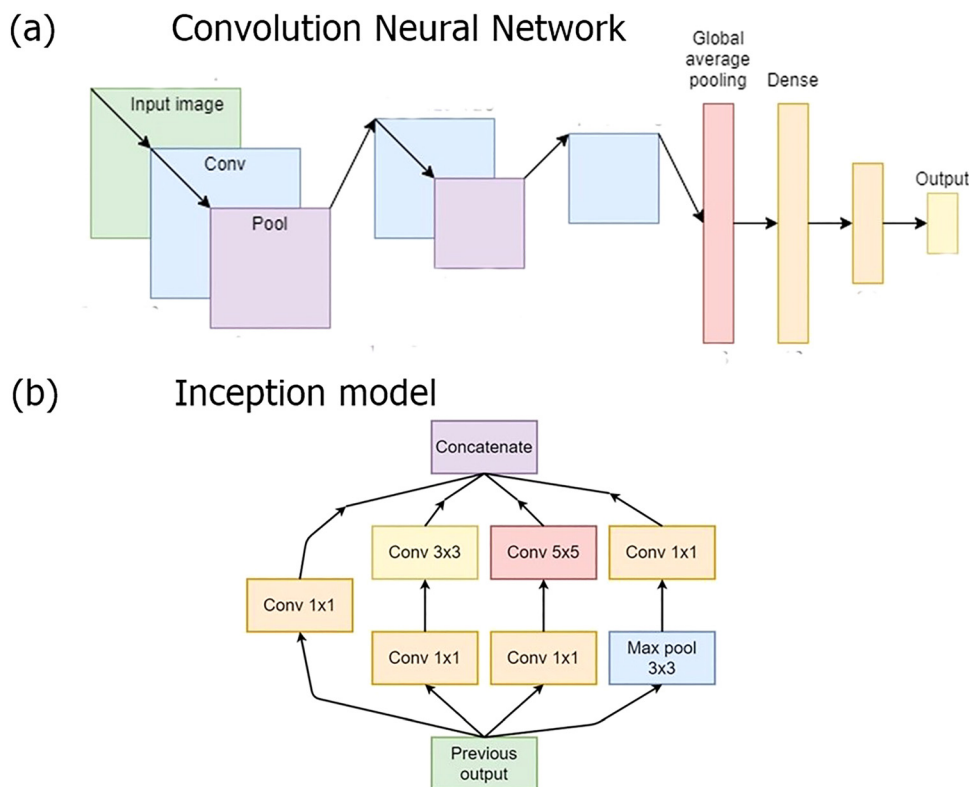 (a) Convolution Neural Network
Global
average
pooling
Dense
Input image
Conv
Pool
Output
(b) Inception model
Concatenate
Conv 3x3
Conv 5x5
Conv 1x1
Conv 1x1
Conv 1x1
Conv 1x1
Max pool
3x3
Previous
output